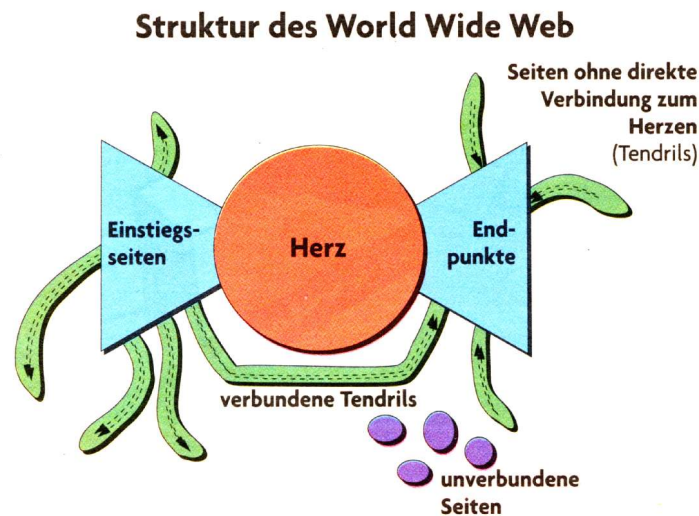 Struktur des World Wide Web
Seiten ohne direkte
Verbindung zum
Herzen
(Tendrils)
Einstiegs-
seiten
Herz
End-
punkte
verbundene Tendrils
unverbundene
Seiten